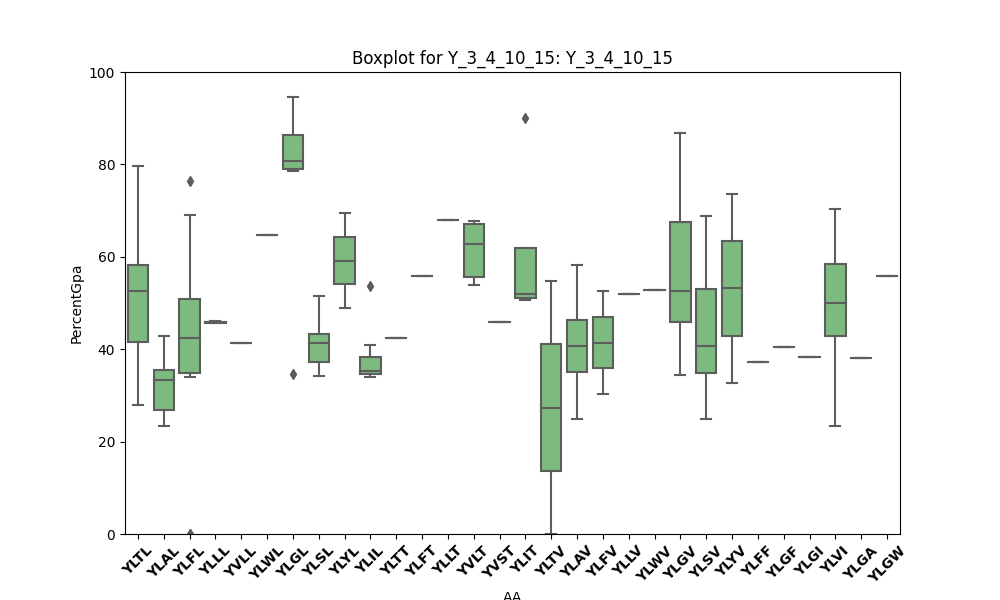 Boxplot for Y_3_4_10_15: Y_3_4_10_15
100
80
60
40
20
0
PercentGpa
YLTL YLAL YLFL YLLL YVLL YLWL YLGL YLSL YLYL YLIL YLTT YLFT YLLT YVLT YVST YLIT YLTV YLAV YLFV YLLV YLWV YLGV YLSV YLYV YLFF YLGF YLGI YLVI YLGA YLGW
AA